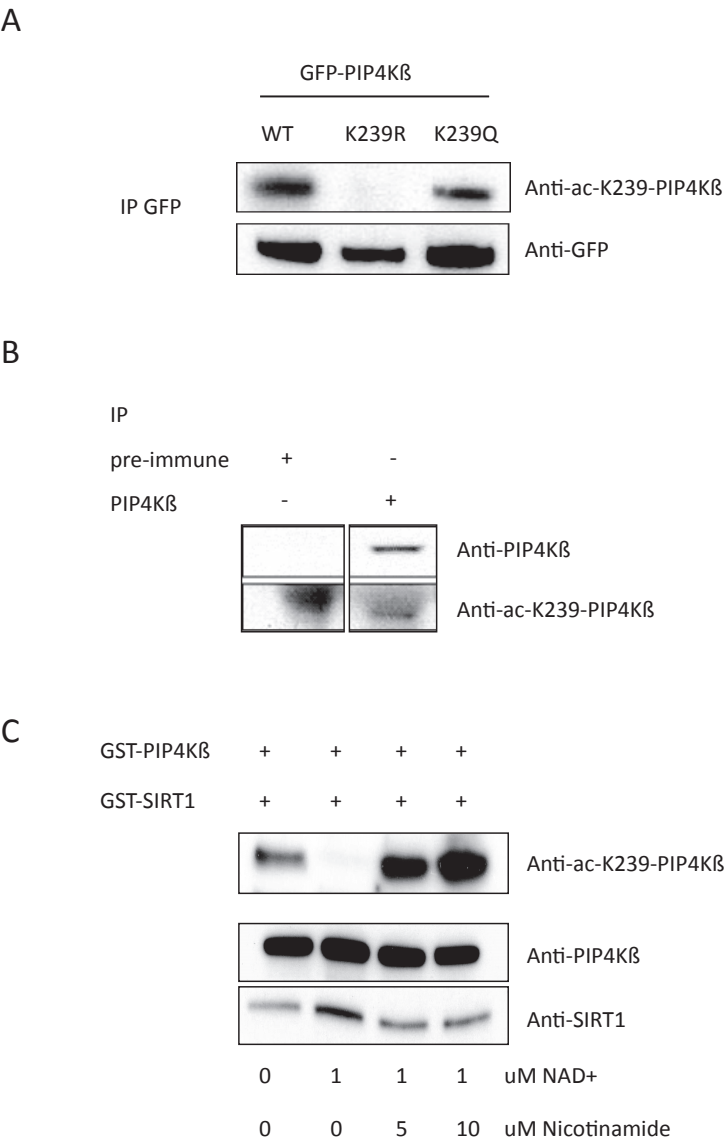 A
GFP-PIP4Kß
WT K239R K239Q
IP GFP
Anti-ac-K239-PIP4Kß
Anti-GFP
B
IP
pre-immune + -
PIP4Kß - +
Anti-PIP4Kß
Anti-ac-K239-PIP4Kß
C
GST-PIP4Kß + + + +
GST-SIRT1 + + + +
Anti-ac-K239-PIP4Kß
Anti-PIP4Kß
Anti-SIRT1
0 1 1 1 uM NAD+
0 0 5 10 uM Nicotinamide